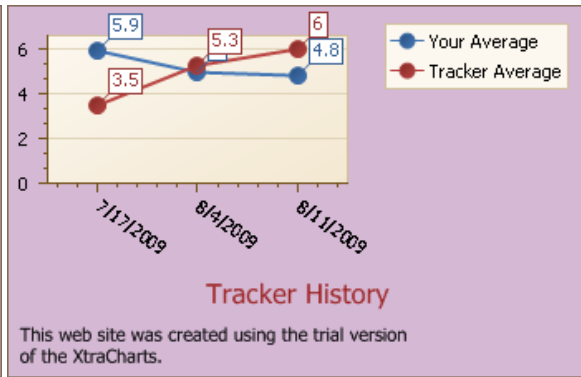 5.9
6
5.3
6
4.8
Your Average
Tracker Average
4
3.5
2
0
7/17/2009
8/4/2009
8/11/2009
Tracker History
This web site was created using the trial version
of the XtraCharts.